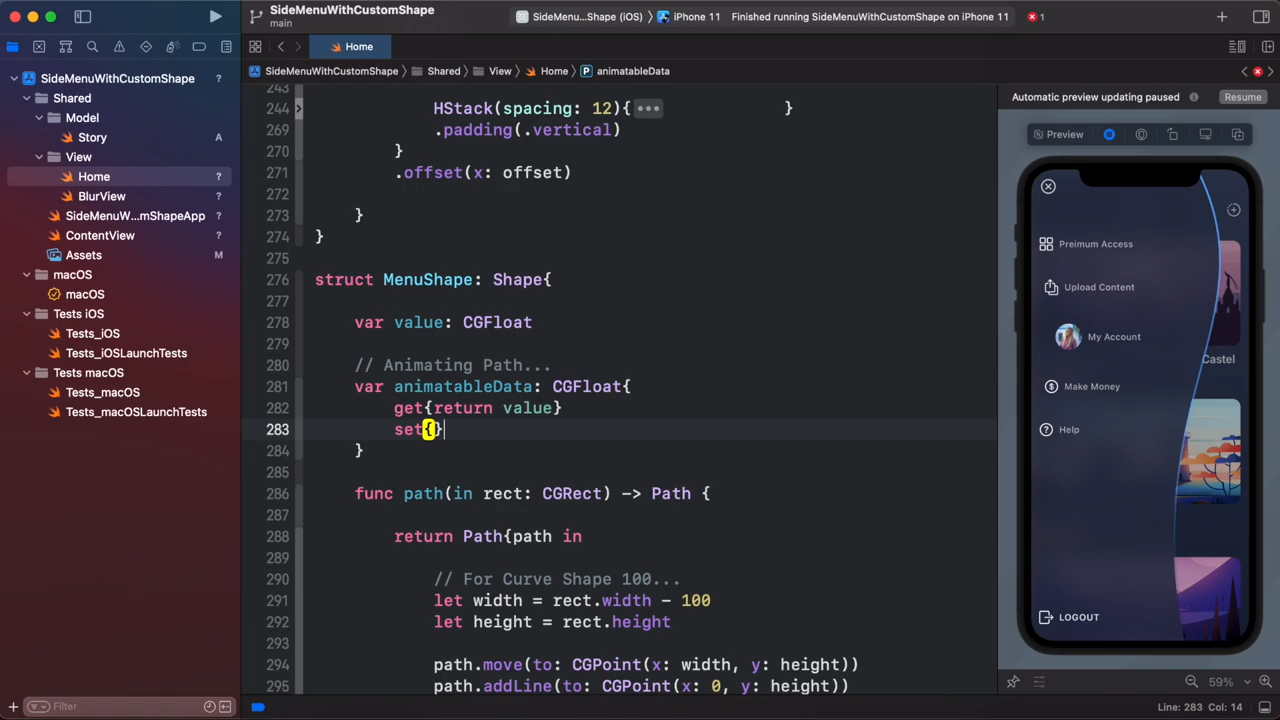 SideMenuWithCustomShape
main
SideMenu...Shape (iOS) 〉 iPhone 11
Finished running SideMenuWithCustomShape on iPhone 11
1
Home
SideMenuWithCustomShape 〉 Shared 〉 View 〉 Home 〉 P animatableData
SideMenuWithCustomShape ?
Shared
Model
Story A
View
Home ?
BlurView ?
SideMenuW...mShapeApp ?
ContentView ?
Assets M
macOS
macOS
Tests iOS
Tests_iOS
Tests_iOSLaunchTests
Tests macOS
Tests_macOS
Tests_macOSLaunchTests
Filter
243
244 HStack(spacing: 12){••• }
269 .padding(.vertical)
270 }
271 .offset(x: offset)
272
273 }
274 }
275
276 struct MenuShape: Shape{
277
278 var value: CGFloat
279
280 // Animating Path...
281 var animatableData: CGFloat{
282 get{return value}
283 set{}
284 }
285
286 func path(in rect: CGRect) -> Path {
287
288 return Path{path in
289
290 // For Curve Shape 100...
291 let width = rect.width - 100
292 let height = rect.height
293
294 path.move(to: CGPoint(x: width, y: height))
295 path.addLine(to: CGPoint(x: 0, y: height))
Automatic preview updating paused
Resume
Preview
Preimum Access
Upload Content
My Account
Castel
Make Money
Help
LOGOUT
59%
Line: 283 Col: 14